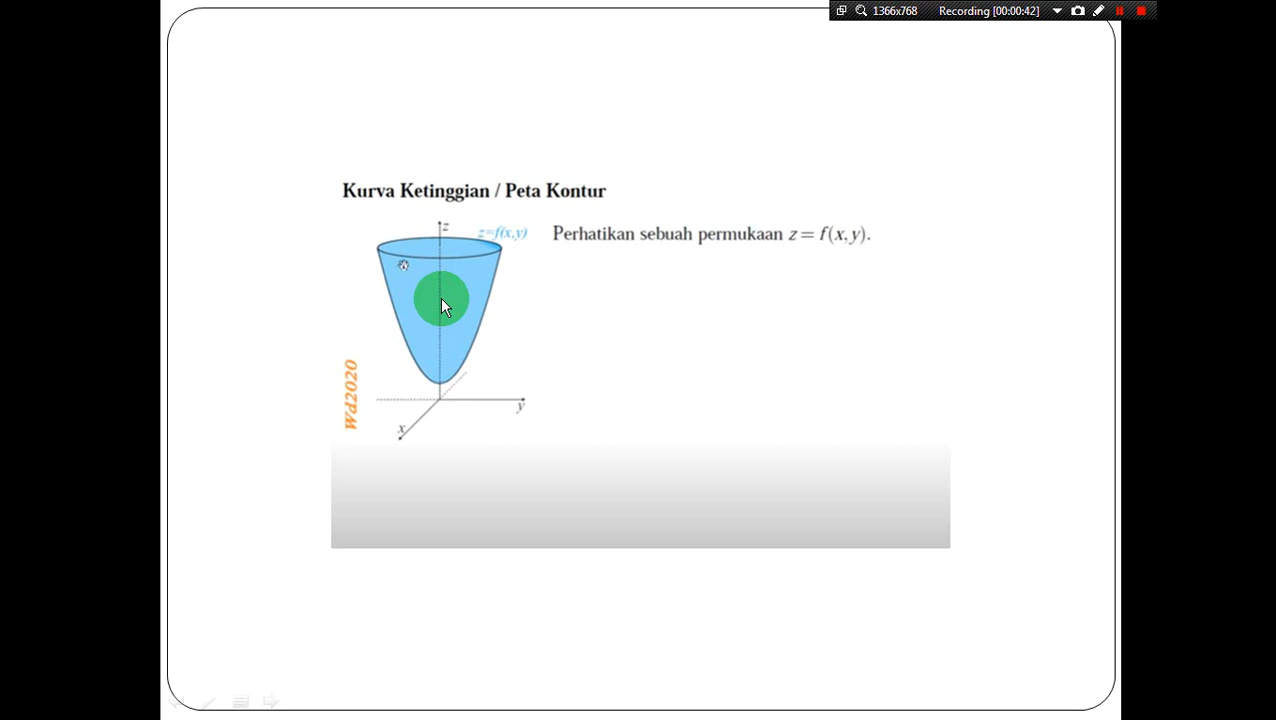 1366x768 Recording [00:00:42]
Kurva Ketinggian / Peta Kontur
z
z=f(x,y)
Perhatikan sebuah permukaan z = f(x,y).
Wd2020
y
x